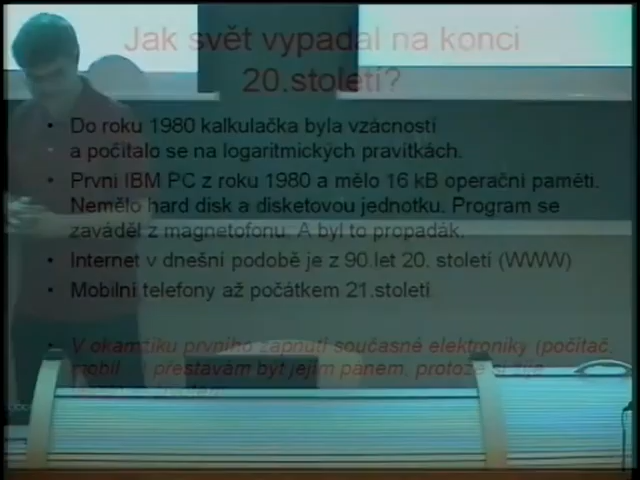 Jak svět vypadal na konci
20.století?
• Do roku 1980 kalkulačka byla vzácností
a počítalo se na logaritmických pravítkách.
• První IBM PC z roku 1980 a mělo 16 kB operační paměti.
Nemělo hard disk a disketovou jednotku. Program se
zaváděl z magnetofonu. A byl to propadák.
• Internet v dnešní podobě je z 90.let 20. století (WWW)
• Mobilní telefony až počátkem 21.století
• V okamžiku prvního zapnutí současné elektroniky (počítač,
mobil přestávám být jejím pánem, protože si žije